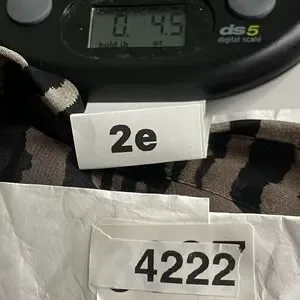 0. 4.5
hold lb oz
ds5
digital scale
2e
4222